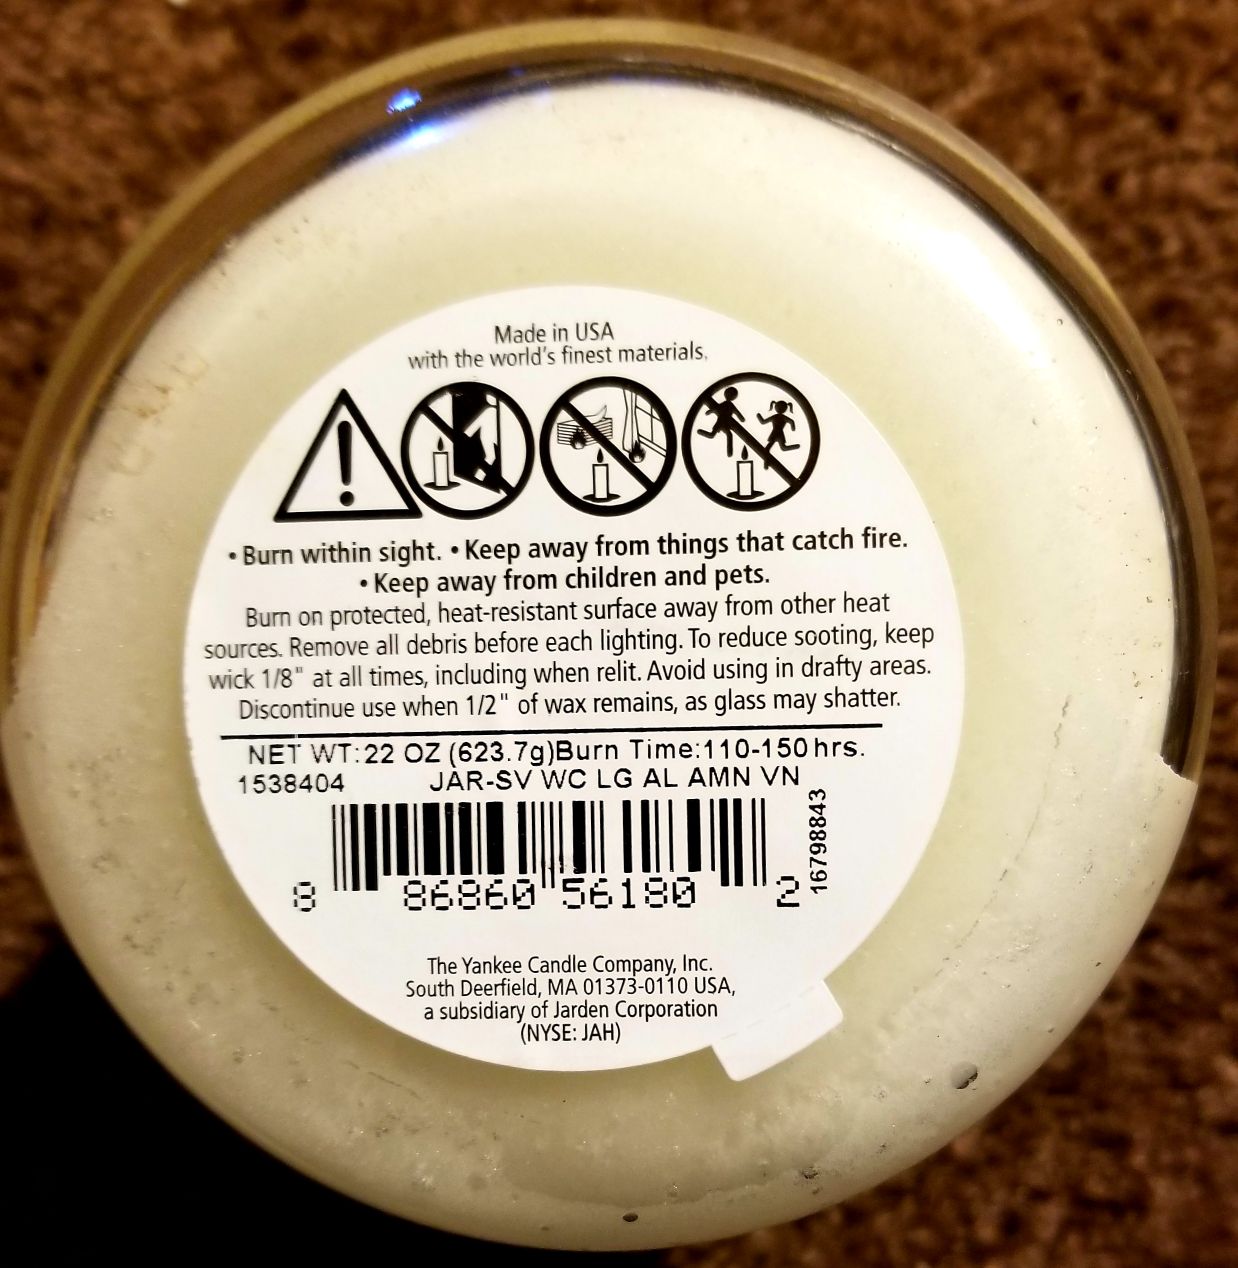 Made in USA
with the world's finest materials.
• Burn within sight. • Keep away from things that catch fire.
• Keep away from children and pets.
Burn on protected, heat-resistant surface away from other heat
sources. Remove all debris before each lighting. To reduce sooting, keep
wick 1/8" at all times, including when relit. Avoid using in drafty areas.
Discontinue use when 1/2" of wax remains, as glass may shatter.
NET WT:22 OZ (623.7g)Burn Time:110-150hrs.
1538404 JAR-SV WC LG AL AMN VN
16798843
8 86860 56180 2
The Yankee Candle Company, Inc.
South Deerfield, MA 01373-0110 USA,
a subsidiary of Jarden Corporation
(NYSE: JAH)